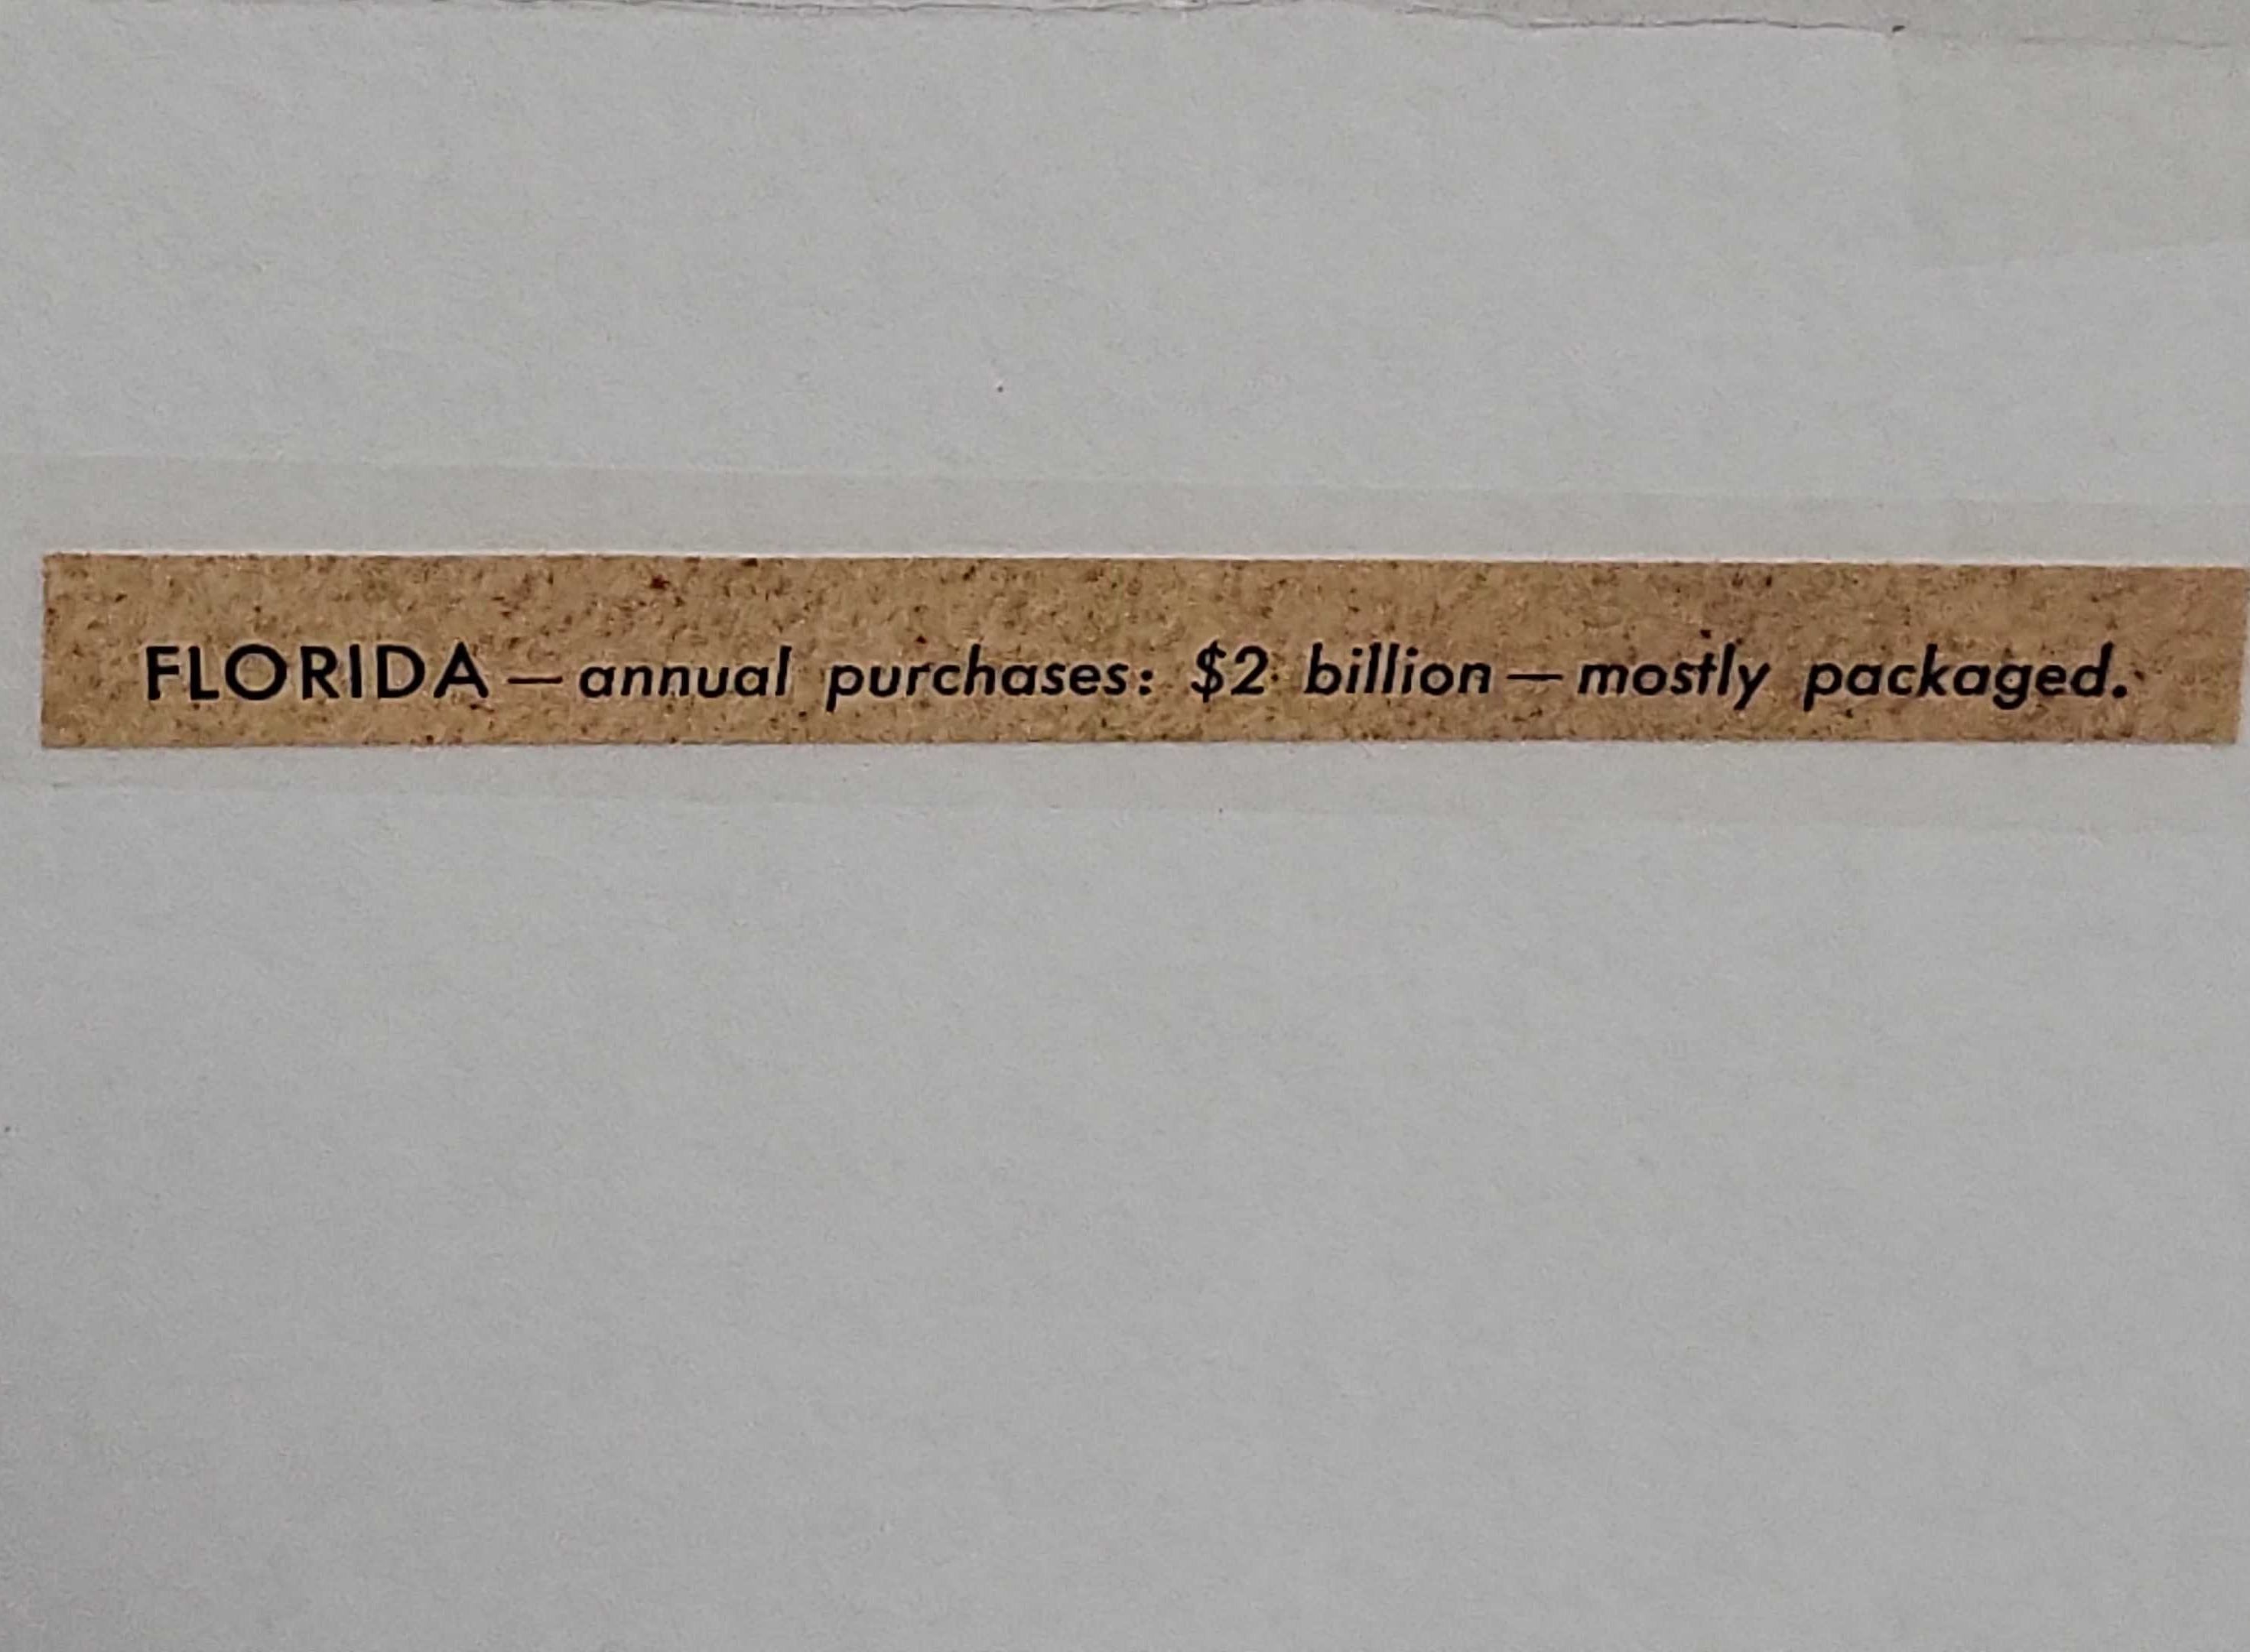 FLORIDA — annual purchases: $2 billion — mostly packaged.